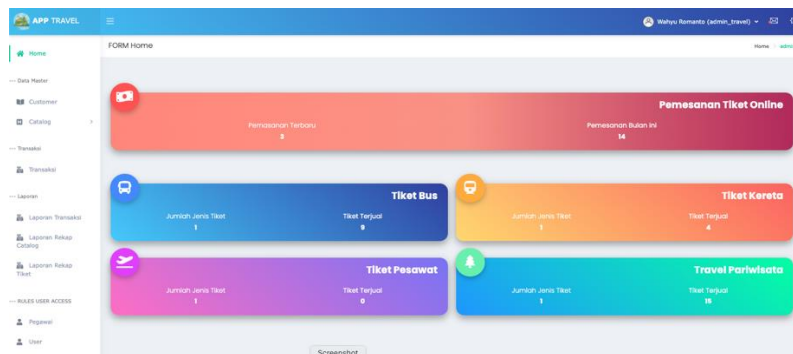 APP TRAVEL
Wahyu Romanto (admin_travel)
Home
FORM Home
Home
Data Master
Customer
Catalog
Transaksi
Transaksi
Laporan
Laporan Transaksi
Laporan Rekap
Catalog
Laporan Rekap
Tiket
RULES USER ACCESS
Pegawai
User
Pemesanan Tiket Online
Pemasanan Terbaru
3
Pemesanan Bulan Ini
14
Tiket Bus
Jumlah Jenis Tiket
1
Tiket Terjual
9
Tiket Kereta
Jumlah Jenis Tiket
1
Tiket Terjual
4
Tiket Pesawat
Jumlah Jenis Tiket
1
Tiket Terjual
0
Travel Pariwisata
Jumlah Jenis Tiket
1
Tiket Terjual
15
Screenshot